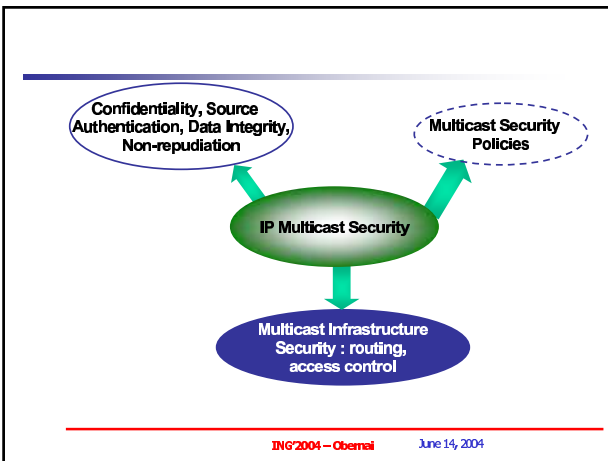 Confidentiality, Source
Authentication, Data Integrity,
Non-repudiation
Multicast Security
Policies
IP Multicast Security
Multicast Infrastructure
Security : routing,
access control
ING'2004 – Obernai
June 14, 2004